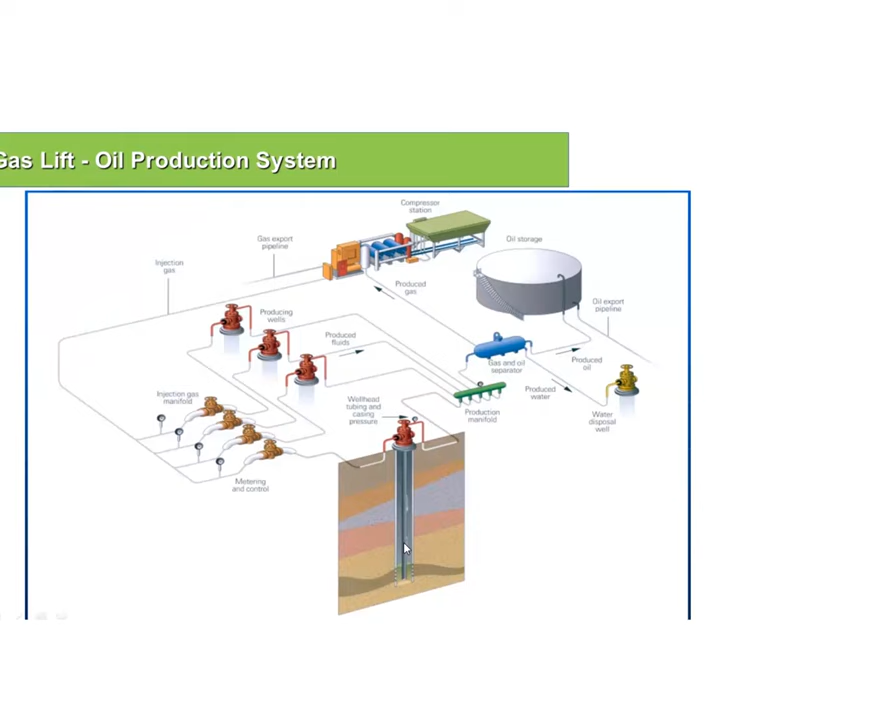 Gas Lift - Oil Production System
Compressor
station
Gas export
pipeline
Oil storage
Injection
gas
Produced
gas
Oil export
pipeline
Producing
wells
Produced
fluids
Gas and oil
separator
Produced
oil
Produced
water
Injection gas
manifold
Wellhead
tubing and
casing
pressure
Production
manifold
Water
disposal
well
Metering
and control